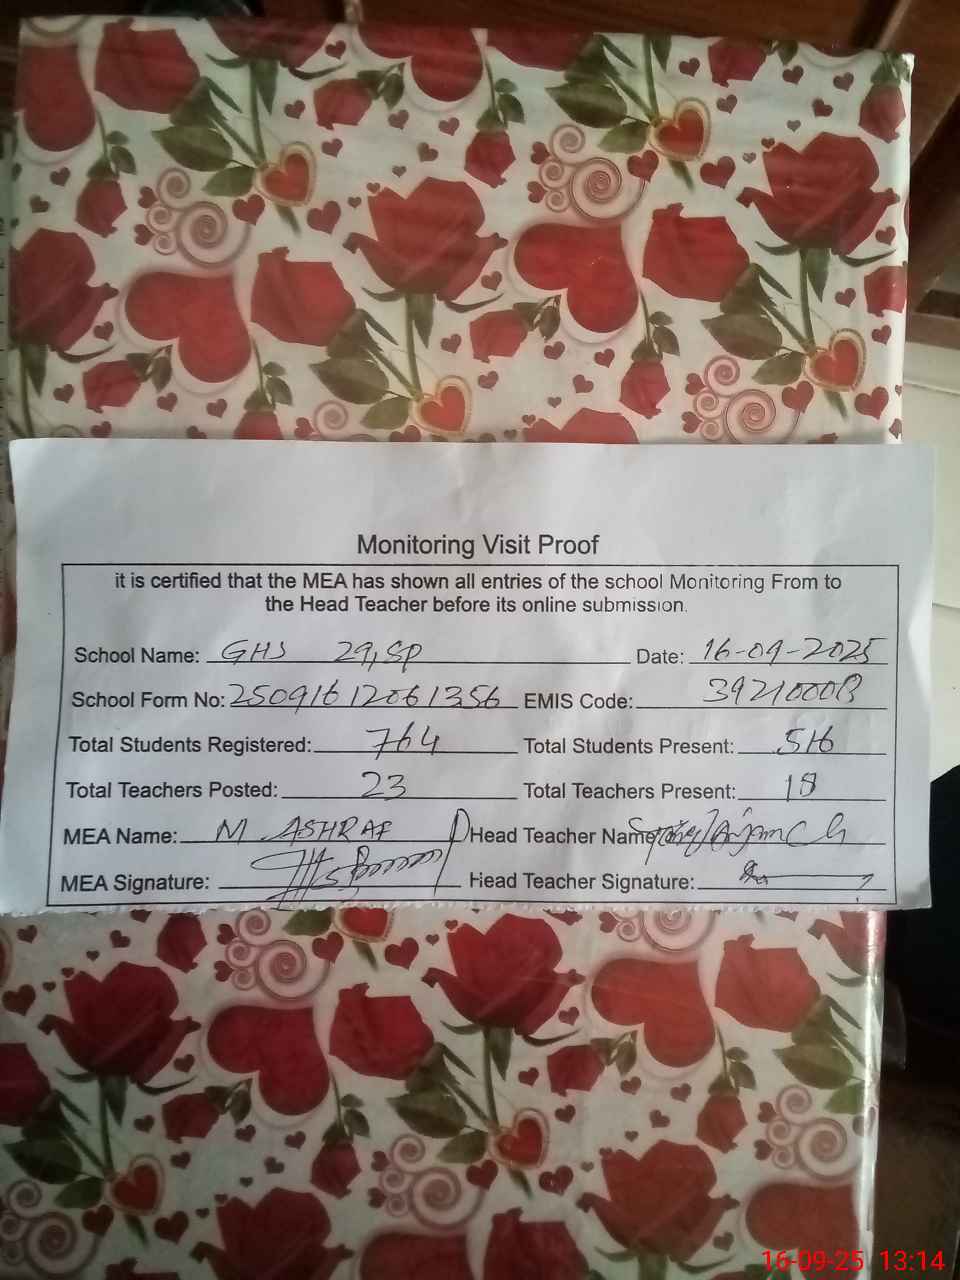 Monitoring Visit Proof
it is certified that the MEA has shown all entries of the school Monitoring From to
the Head Teacher before its online submission.
School Name: GHS 29, SP Date: 16-09-2025
School Form No: 25091612061356 EMIS Code:
Total Students Registered: 764 Total Students Present: 516
Total Teachers Posted: 23 Total Teachers Present: 18
MEA Name: M ASHRAF Head Teacher Name
MEA Signature: Head Teacher Signature:
16-09-25 13:14